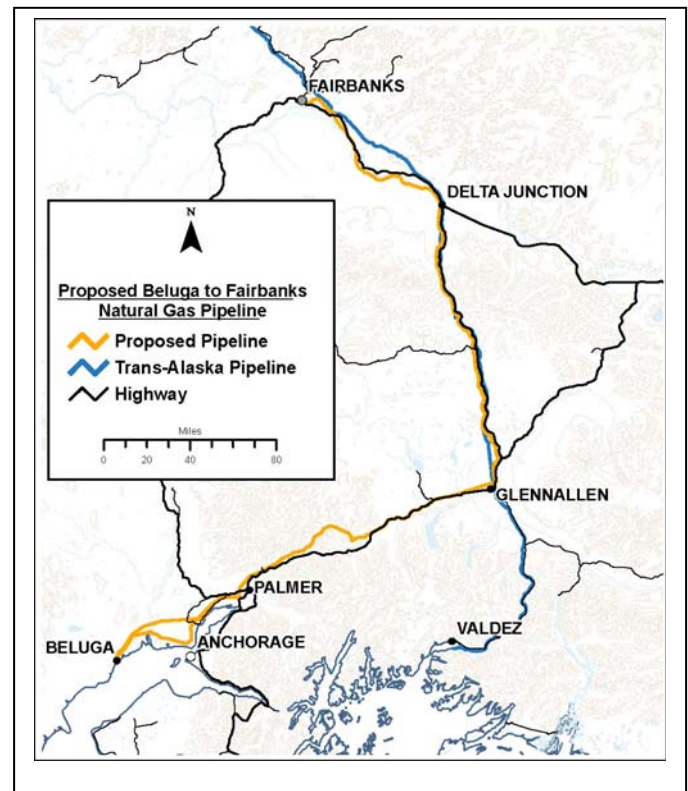 FAIRBANKS
DELTA JUNCTION
N
Proposed Beluga to Fairbanks
Natural Gas Pipeline
Proposed Pipeline
Trans-Alaska Pipeline
Highway
Miles
0 20 40 80
GLENNALLEN
PALMER
VALDEZ
BELUGA
ANCHORAGE